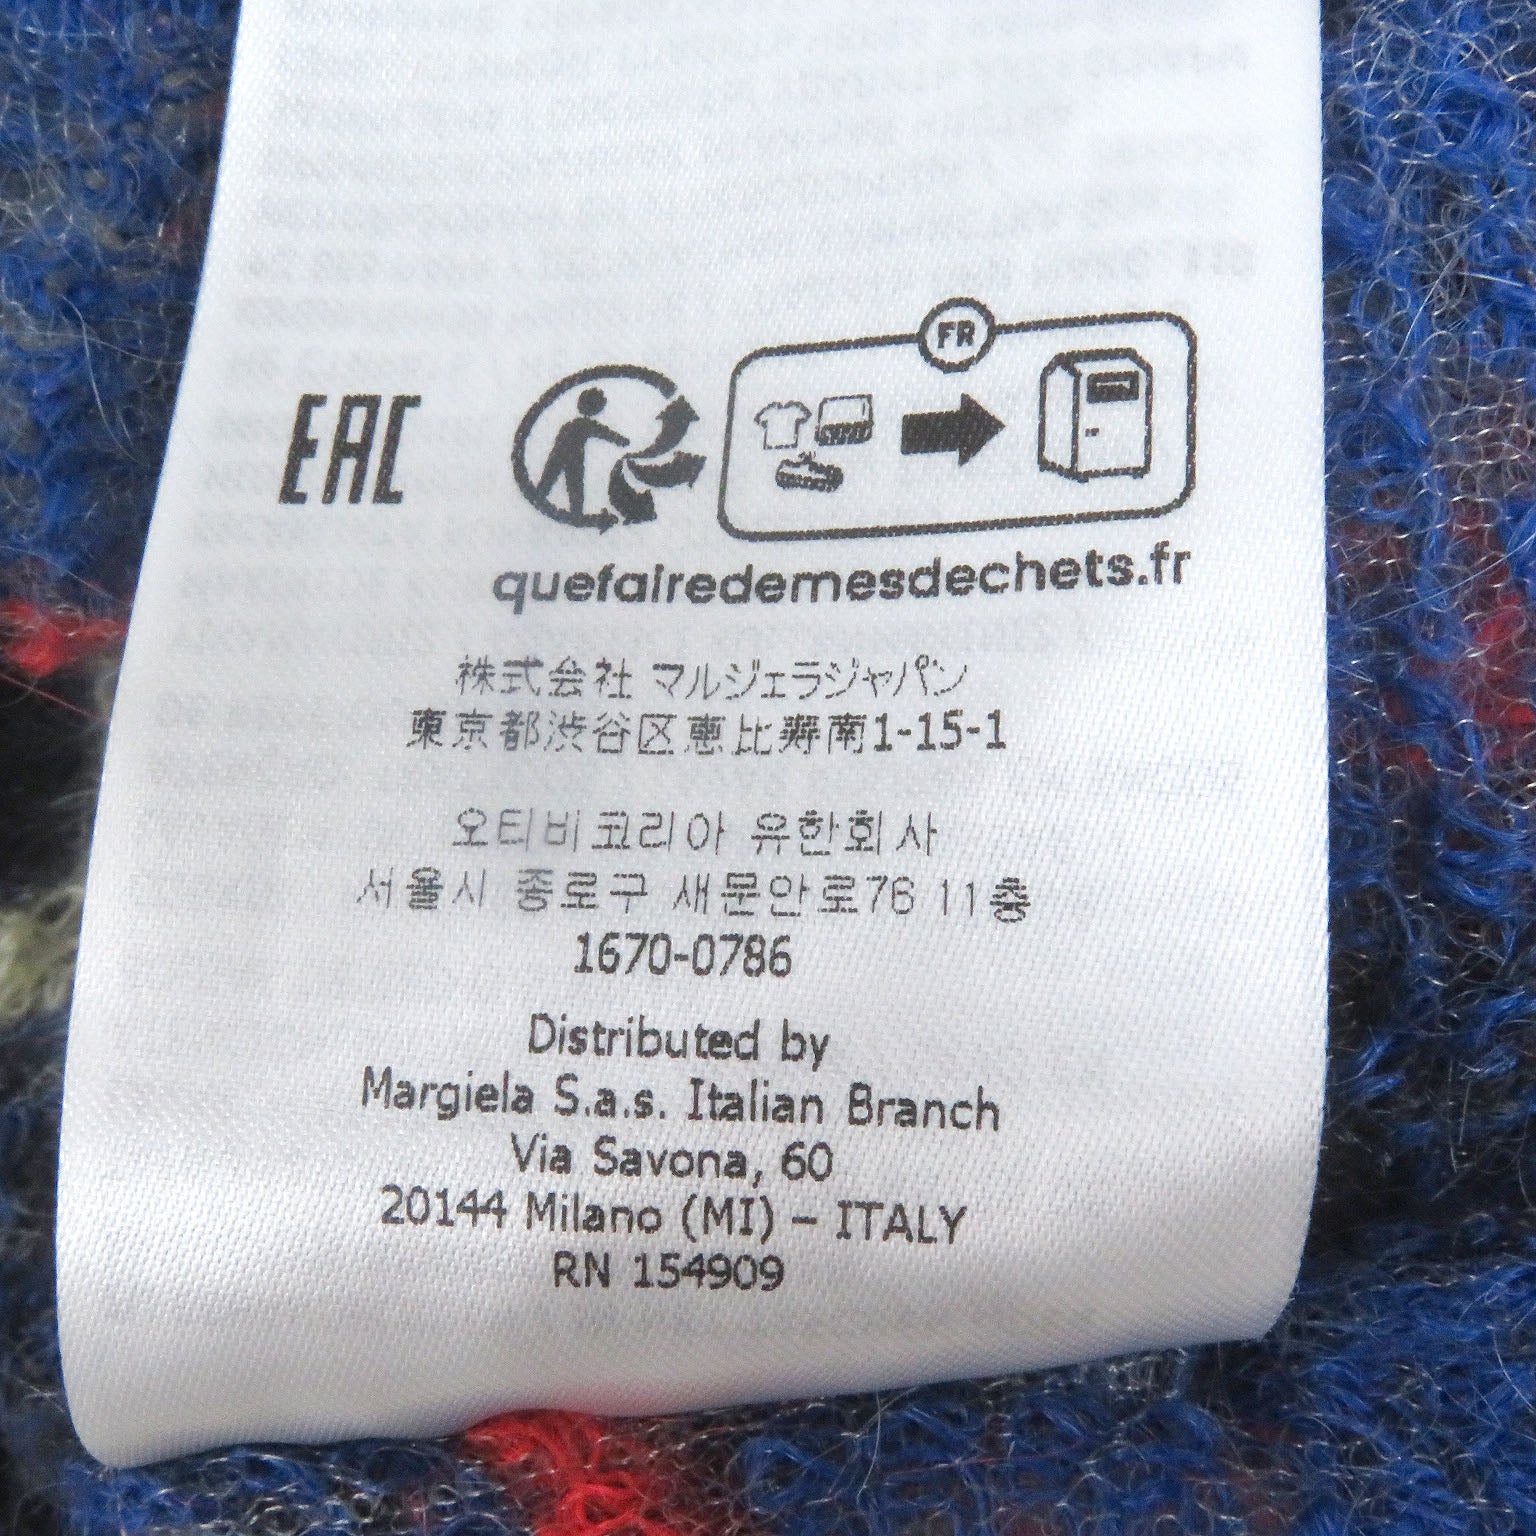 FR
EAC
quefairedemesdechets.fr
株式会社 マルジェラジャパン
東京都渋谷区恵比寿南1-15-1
오티비코리아 유한회사
서울시 종로구 새문안로76 11층
1670-0786
Distributed by
Margiela S.a.s. Italian Branch
Via Savona, 60
20144 Milano (MI) - ITALY
RN 154909